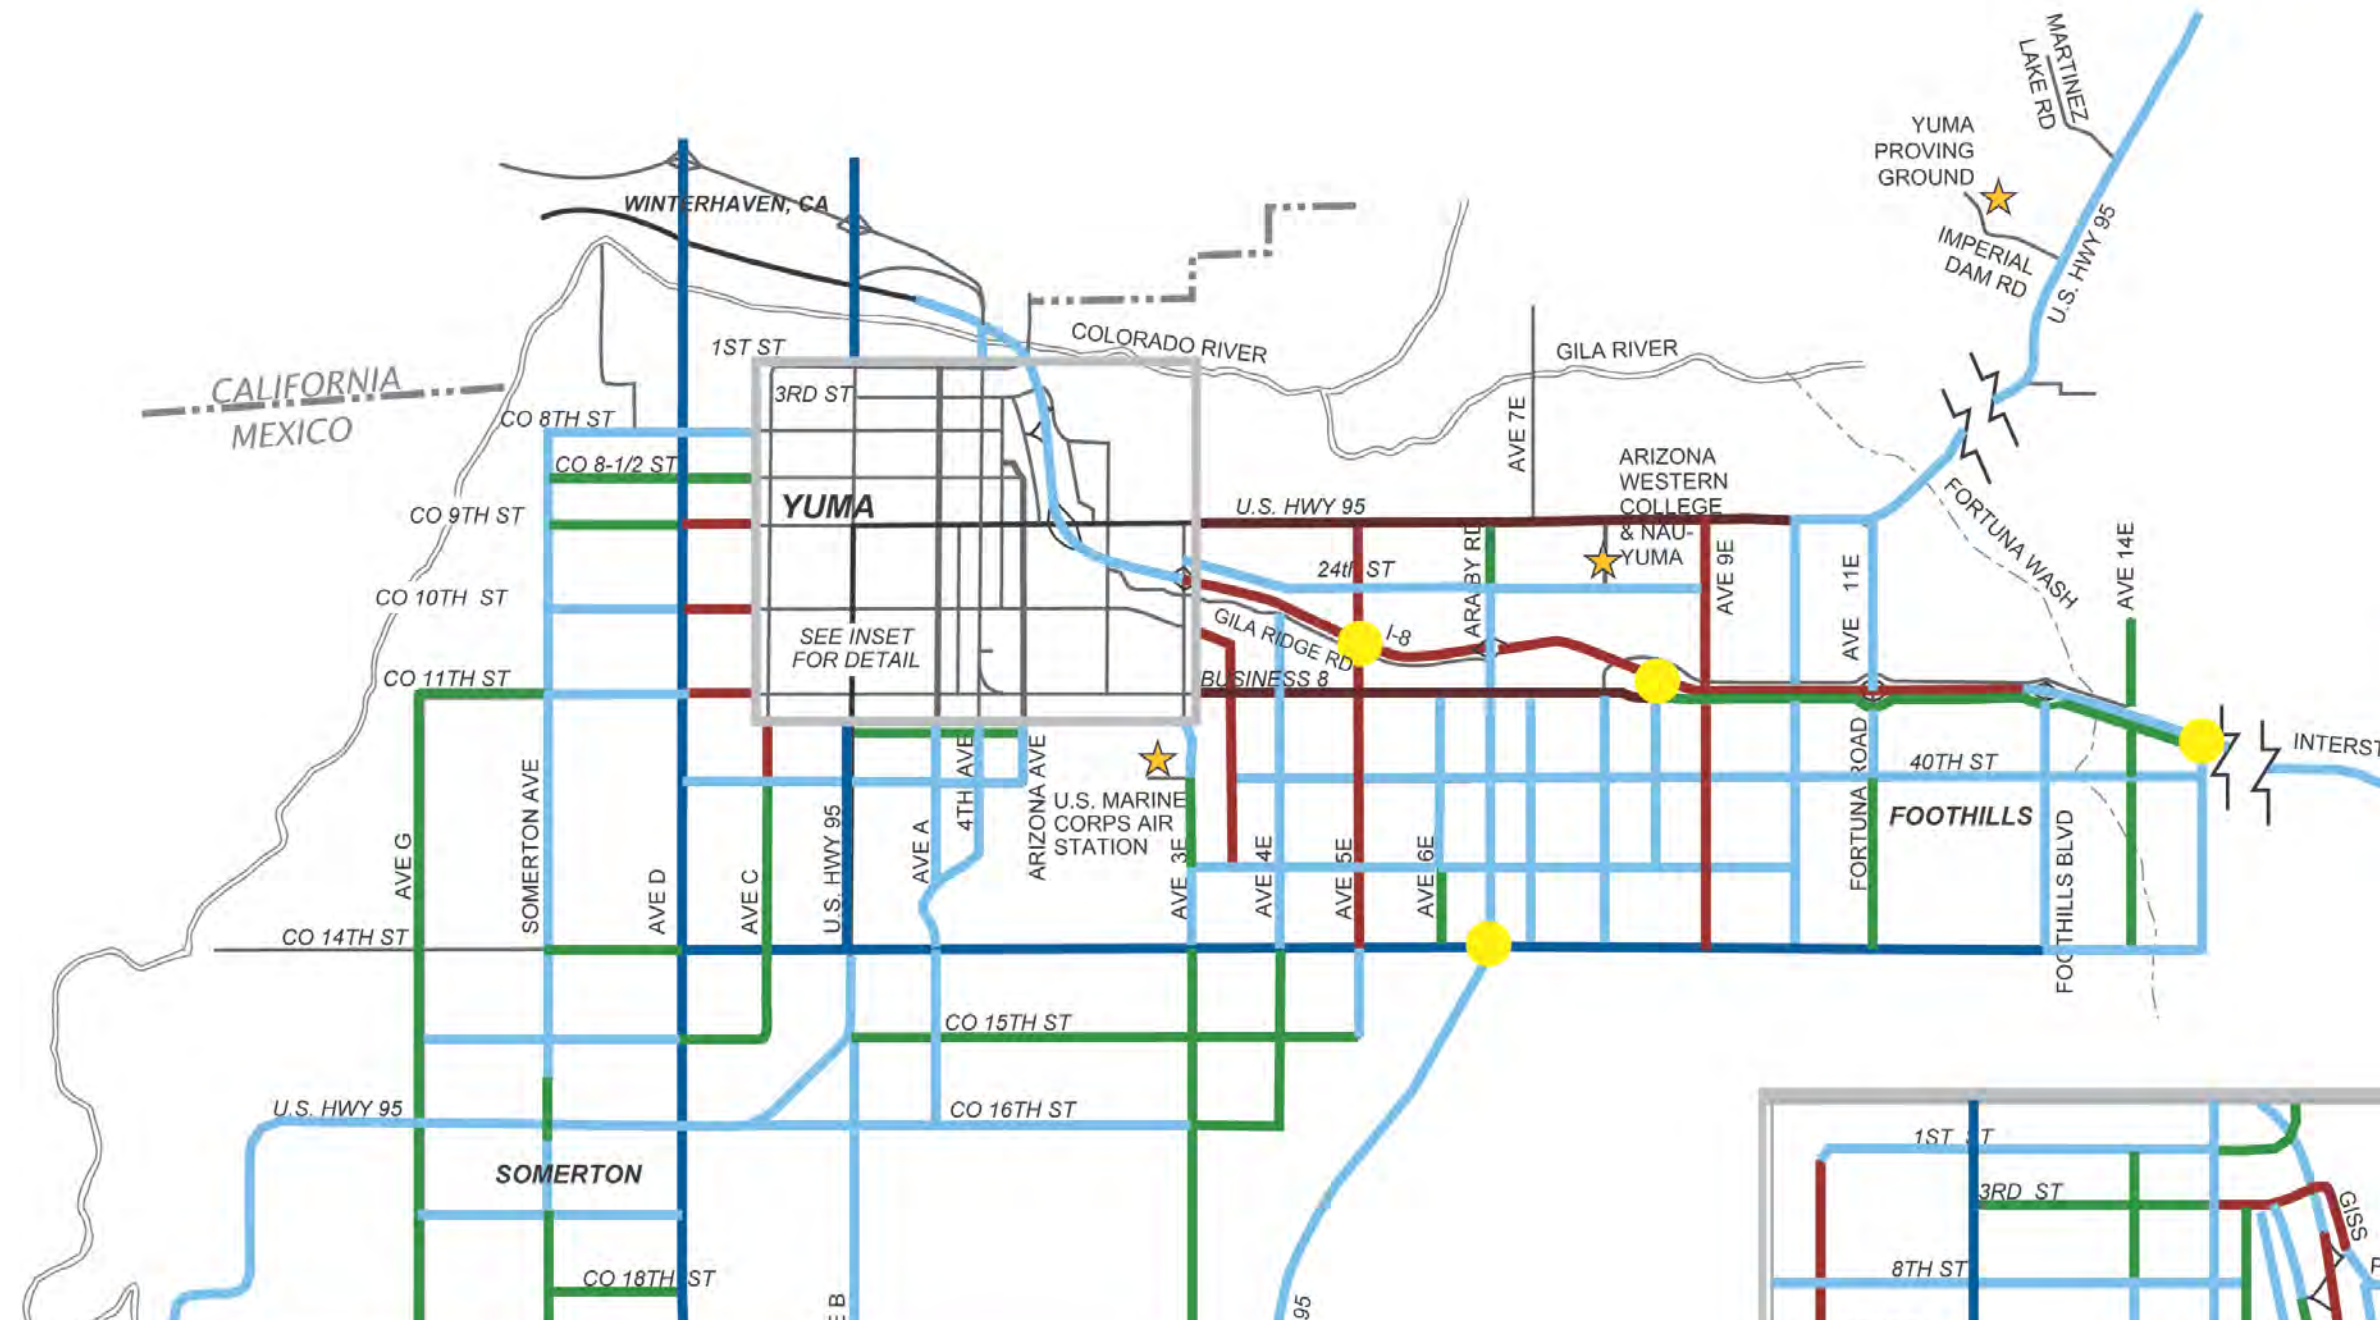 MARTINEZ
LAKE RD
YUMA
PROVING
GROUND
IMPERIAL
DAM RD
U.S. HWY 95
WINTERHAVEN, CA
COLORADO RIVER
GILA RIVER
1ST ST
3RD ST
CALIFORNIA
MEXICO
CO 8TH ST
CO 8-1/2 ST
CO 9TH ST
YUMA
U.S. HWY 95
AVE 7E
ARIZONA
WESTERN
COLLEGE
& NAU-
YUMA
FORTUNA WASH
AVE 14E
24th ST
ARABY RD
AVE 9E
AVE 11E
CO 10TH ST
SEE INSET
FOR DETAIL
GILA RIDGE RD
I-8
CO 11TH ST
BUSINESS 8
INTERST
40TH ST
FOOTHILLS
FORTUNA ROAD
FOOTHILLS BLVD
U.S. MARINE
CORPS AIR
STATION
AVE G
SOMERTON AVE
AVE D
AVE C
U.S. HWY 95
AVE A
4TH AVE
ARIZONA AVE
AVE 3E
AVE 4E
AVE 5E
AVE 6E
CO 14TH ST
CO 15TH ST
U.S. HWY 95
CO 16TH ST
SOMERTON
CO 18TH ST
E B
95
1ST ST
3RD ST
GISS
8TH ST